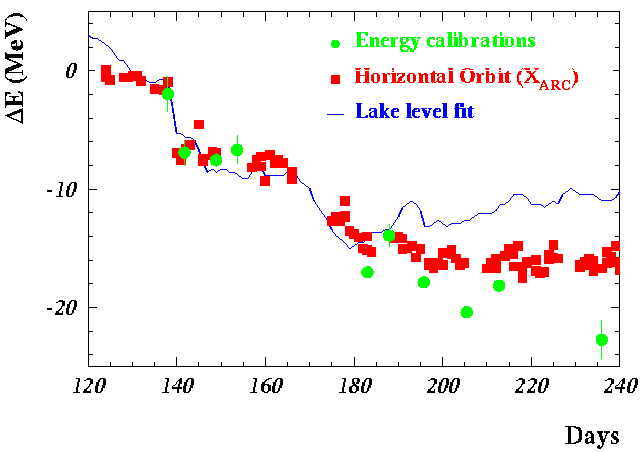 ΔE (MeV)
Energy calibrations
Horizontal Orbit (X_ARC)
Lake level fit
0
-10
-20
120 140 160 180 200 220 240
Days